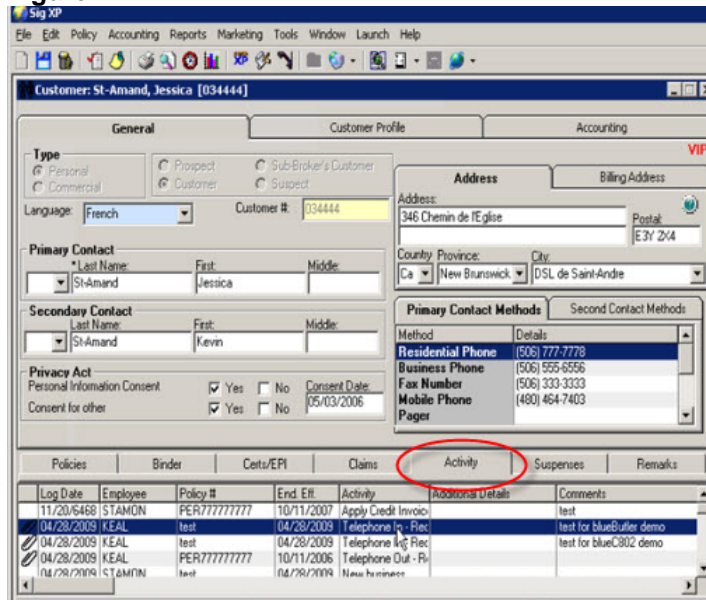 Sig XP
File Edit Policy Accounting Reports Marketing Tools Window Launch Help
Customer: St-Amand, Jessica [034444]
General Customer Profile Accounting
VIP
Type
Personal Prospect Sub-Broker's Customer
Commercial Customer Suspect
Address Billing Address
Language: French Customer #: 034444
Address:
346 Chemin de l'Eglise Postal:
E3Y 2X4
Primary Contact
*Last Name: First: Middle:
St-Amand Jessica
Country Province: City:
Ca New Brunswick DSL de Saint-Andre
Secondary Contact
Last Name: First: Middle:
St-Amand Kevin
Primary Contact Methods Second Contact Methods
Method Details
Residential Phone (506) 777-7778
Business Phone (506) 555-6556
Fax Number (506) 333-3333
Mobile Phone (480) 464-7403
Pager
Privacy Act
Personal Information Consent Yes No Consent Date:
Consent for other Yes No 05/03/2006
Policies Binder Certs/EPI Claims Activity Suspenses Remarks
Log Date Employee Policy # End. Eff. Activity Additional Details Comments
11/20/6468 STAMON PER777777777 10/11/2007 Apply Credit Invoic test
04/28/2009 KEAL test 04/28/2009 Telephone In - Rec test for blueButler demo
04/28/2009 KEAL test 04/28/2009 Telephone Rec test for blueC802 demo
04/28/2009 KEAL PER777777777 10/11/2006 Telephone Out - R
04/28/2009 STAMON test 04/28/2009 New business